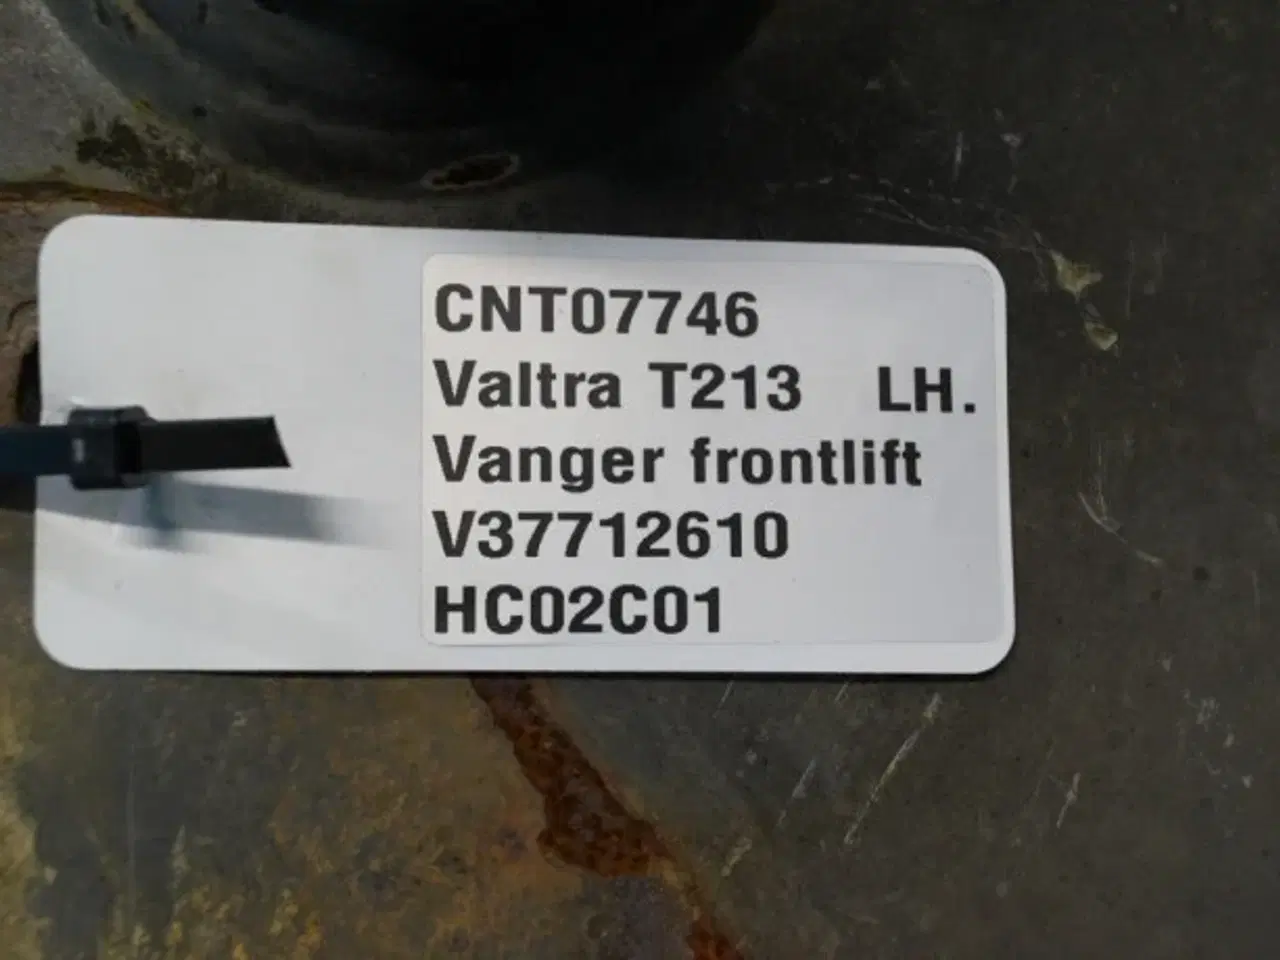 CNT07746
Valtra T213 LH.
Vanger frontlift
V37712610
HC02C01